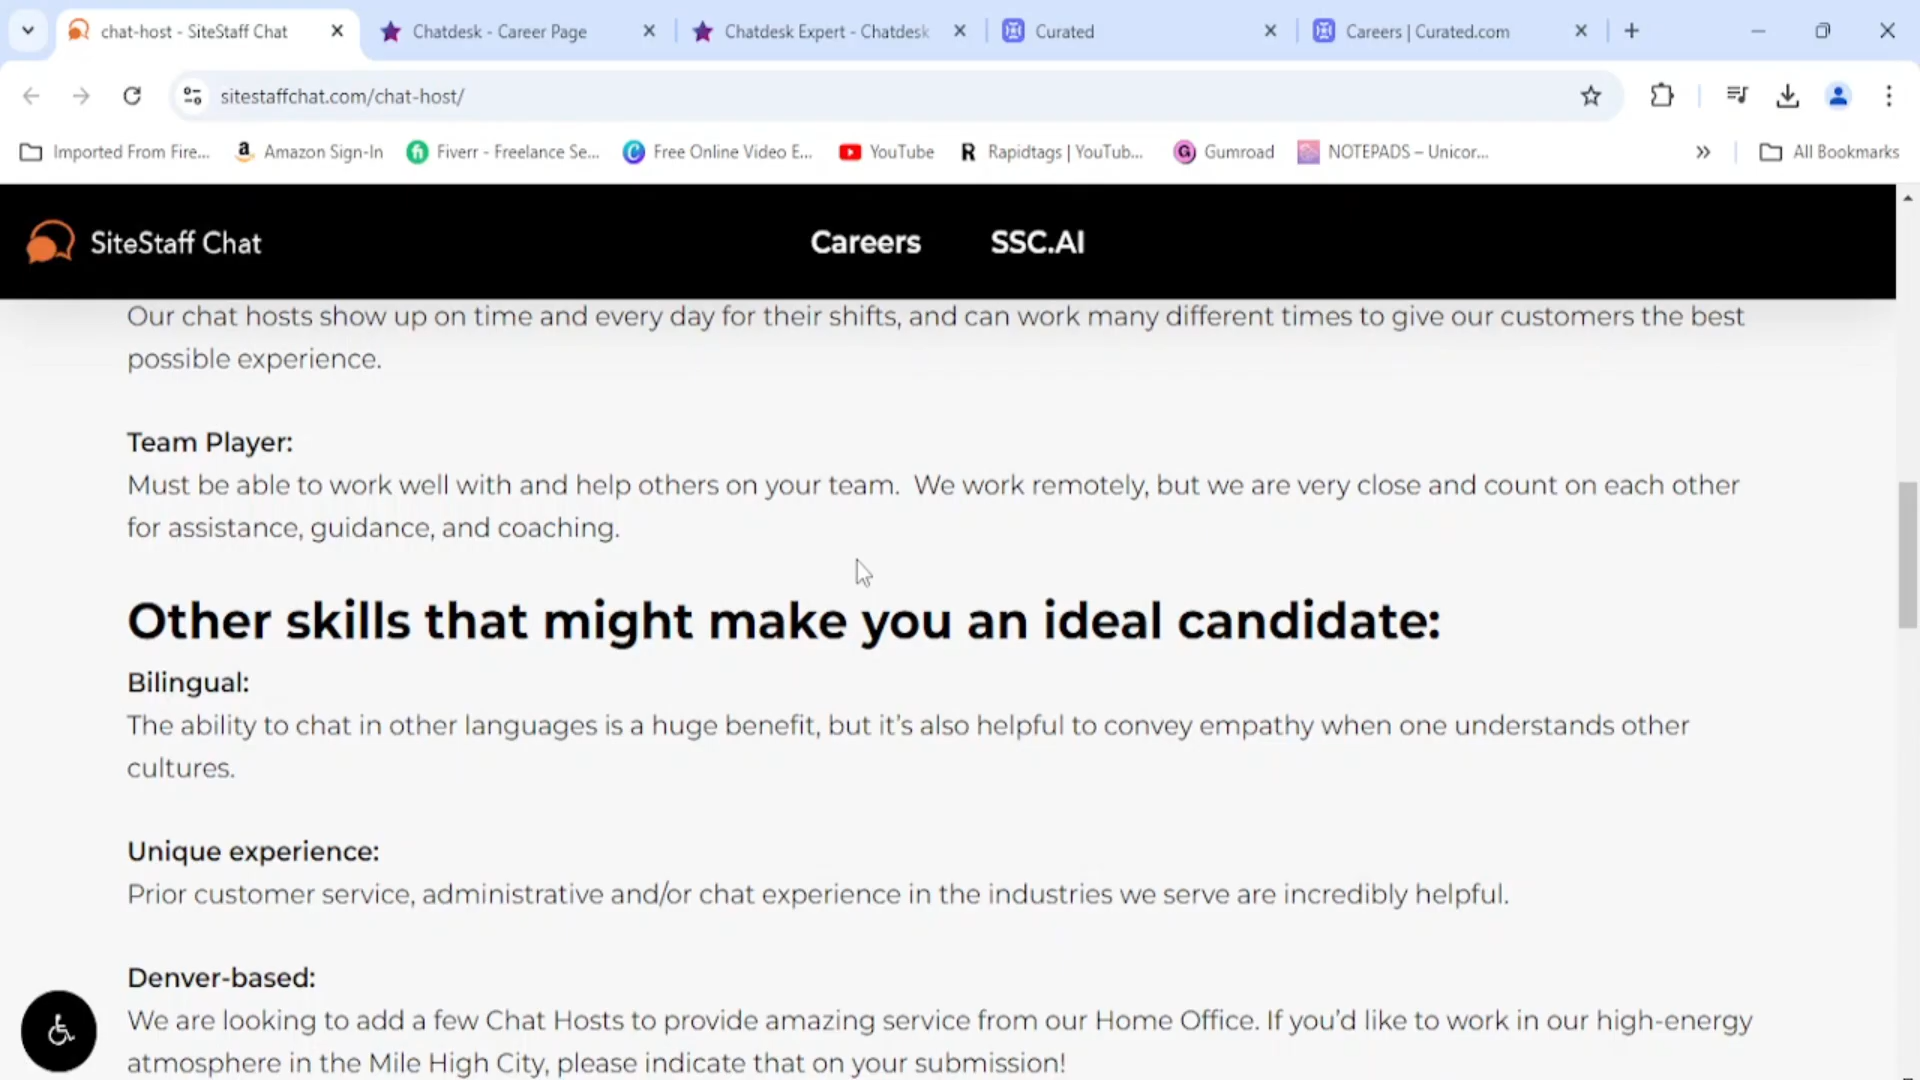 chat-host - SiteStaff Chat
Chatdesk - Career Page
Chatdesk Expert - Chatdesk
Curated
Careers | Curated.com
sitestaffchat.com/chat-host/
Imported From Fire...
Amazon Sign-In
Fiverr - Freelance Se...
Free Online Video E...
YouTube
Rapidtags | YouTub...
Gumroad
NOTEPADS – Unicor...
All Bookmarks
SiteStaff Chat
Careers
SSC.AI
Our chat hosts show up on time and every day for their shifts, and can work many different times to give our customers the best
possible experience.
Team Player:
Must be able to work well with and help others on your team.  We work remotely, but we are very close and count on each other
for assistance, guidance, and coaching.
Other skills that might make you an ideal candidate:
Bilingual:
The ability to chat in other languages is a huge benefit, but it’s also helpful to convey empathy when one understands other
cultures.
Unique experience:
Prior customer service, administrative and/or chat experience in the industries we serve are incredibly helpful.
Denver-based:
We are looking to add a few Chat Hosts to provide amazing service from our Home Office. If you’d like to work in our high-energy
atmosphere in the Mile High City, please indicate that on your submission!